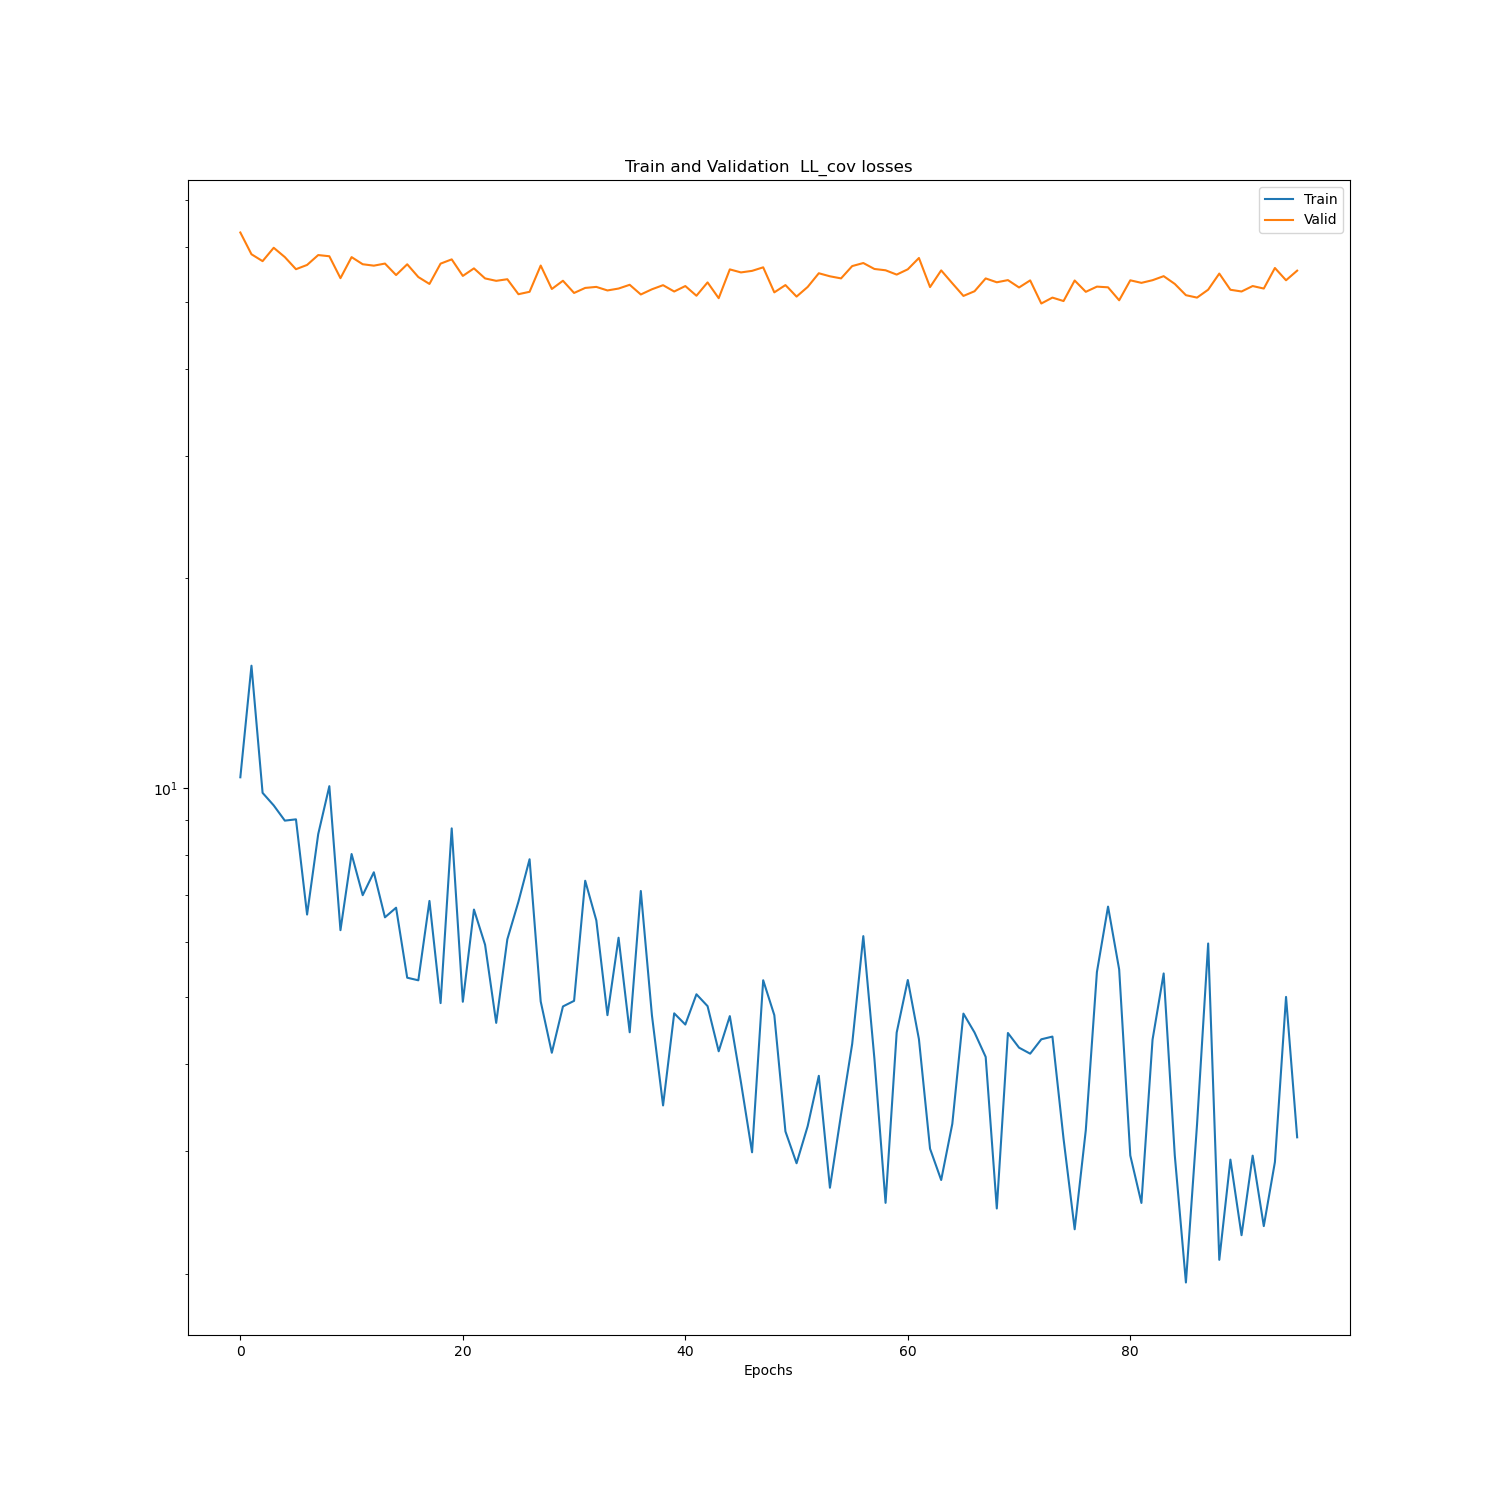 Train and Validation  LL_cov losses
Train
Valid
10¹
0 20 40 60 80
Epochs